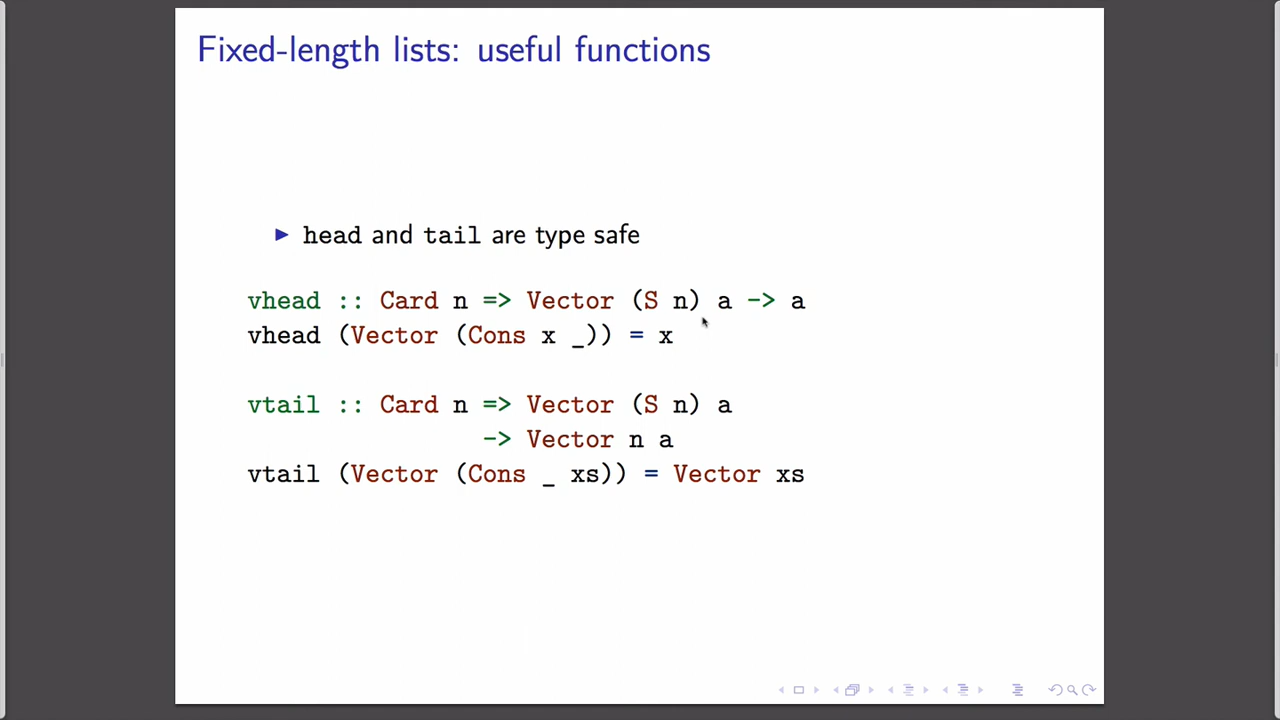 Fixed-length lists: useful functions
▶ head and tail are type safe
vhead :: Card n => Vector (S n) a -> a
vhead (Vector (Cons x _)) = x
vtail :: Card n => Vector (S n) a
-> Vector n a
vtail (Vector (Cons _ xs)) = Vector xs